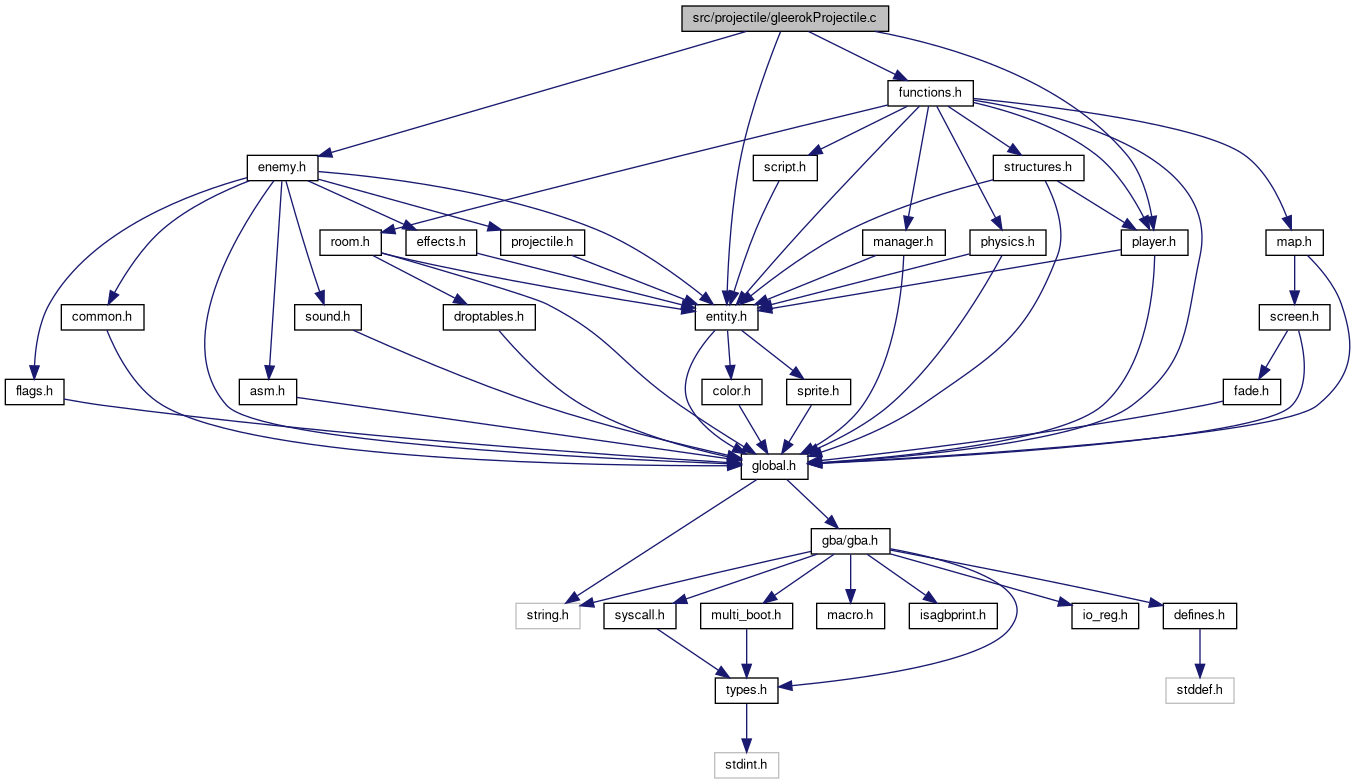 src/projectile/gleerokProjectile.c
functions.h
enemy.h
script.h
structures.h
room.h
effects.h
projectile.h
manager.h
physics.h
player.h
map.h
common.h
sound.h
droptables.h
entity.h
screen.h
flags.h
asm.h
color.h
sprite.h
fade.h
global.h
gba/gba.h
string.h
syscall.h
multi_boot.h
macro.h
isagbprint.h
io_reg.h
defines.h
types.h
stddef.h
stdint.h